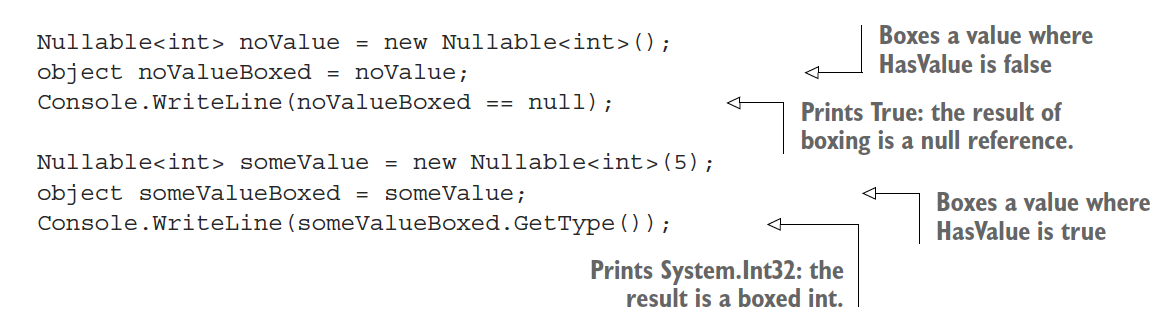 Nullable<int> noValue = new Nullable<int>();
object noValueBoxed = noValue;
Console.WriteLine(noValueBoxed == null);
Boxes a value where
HasValue is false
Prints True: the result of
boxing is a null reference.
Nullable<int> someValue = new Nullable<int>(5);
object someValueBoxed = someValue;
Console.WriteLine(someValueBoxed.GetType());
Boxes a value where
HasValue is true
Prints System.Int32: the
result is a boxed int.